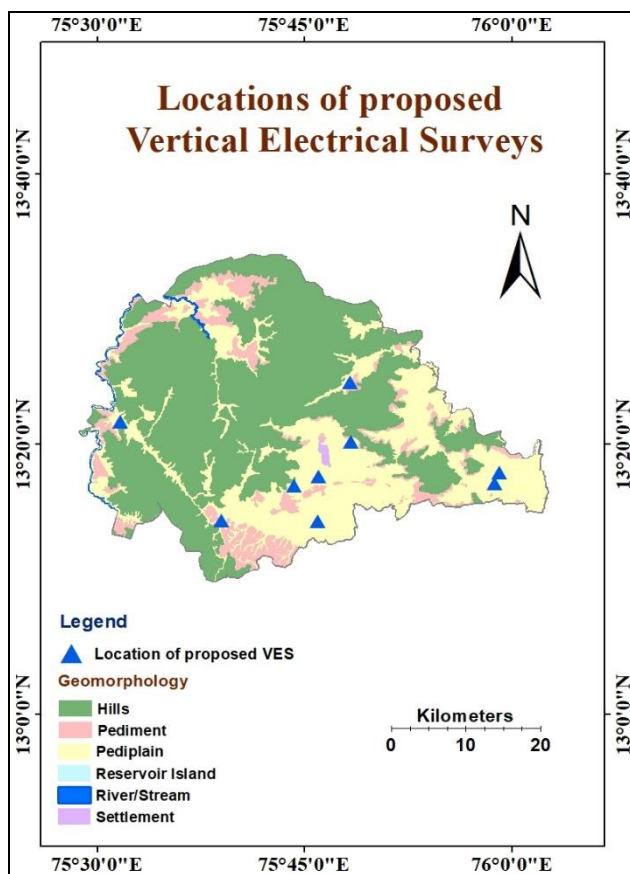 75°30'0"E 75°45'0"E 76°0'0"E
Locations of proposed
Vertical Electrical Surveys
13°40'0"N 13°40'0"N
N
13°20'0"N 13°20'0"N
Legend
Location of proposed VES
Geomorphology
Hills
Pediment
Pediplain
Reservoir Island
River/Stream
Settlement
Kilometers
0 5 10 20
13°0'0"N 13°0'0"N
75°30'0"E 75°45'0"E 76°0'0"E